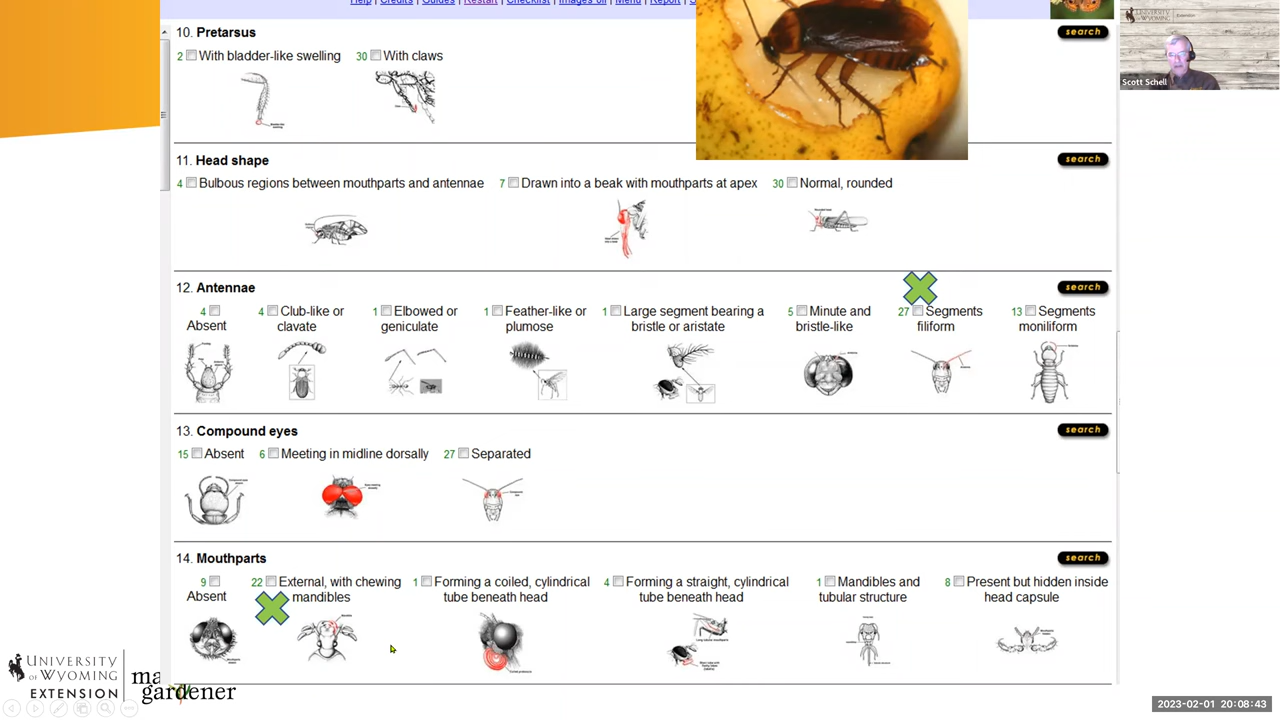 Help | Credits | Guides | Restart | Checklist | Images off | Menu | Report | S
10. Pretarsus
search
2 With bladder-like swelling
30 With claws
11. Head shape
search
4 Bulbous regions between mouthparts and antennae
7 Drawn into a beak with mouthparts at apex
30 Normal, rounded
12. Antennae
search
4 Absent
4 Club-like or
clavate
1 Elbowed or
geniculate
1 Feather-like or
plumose
1 Large segment bearing a
bristle or aristate
5 Minute and
bristle-like
27 Segments
filiform
13 Segments
moniliform
13. Compound eyes
search
15 Absent
6 Meeting in midline dorsally
27 Separated
14. Mouthparts
search
9
Absent
22 External, with chewing
mandibles
1 Forming a coiled, cylindrical
tube beneath head
4 Forming a straight, cylindrical
tube beneath head
1 Mandibles and
tubular structure
8 Present but hidden inside
head capsule
UNIVERSITY
OF WYOMING
EXTENSION
ma
gardener
UNIVERSITY
OF WYOMING
Extension
Scott Schell
2023-02-01 20:08:43